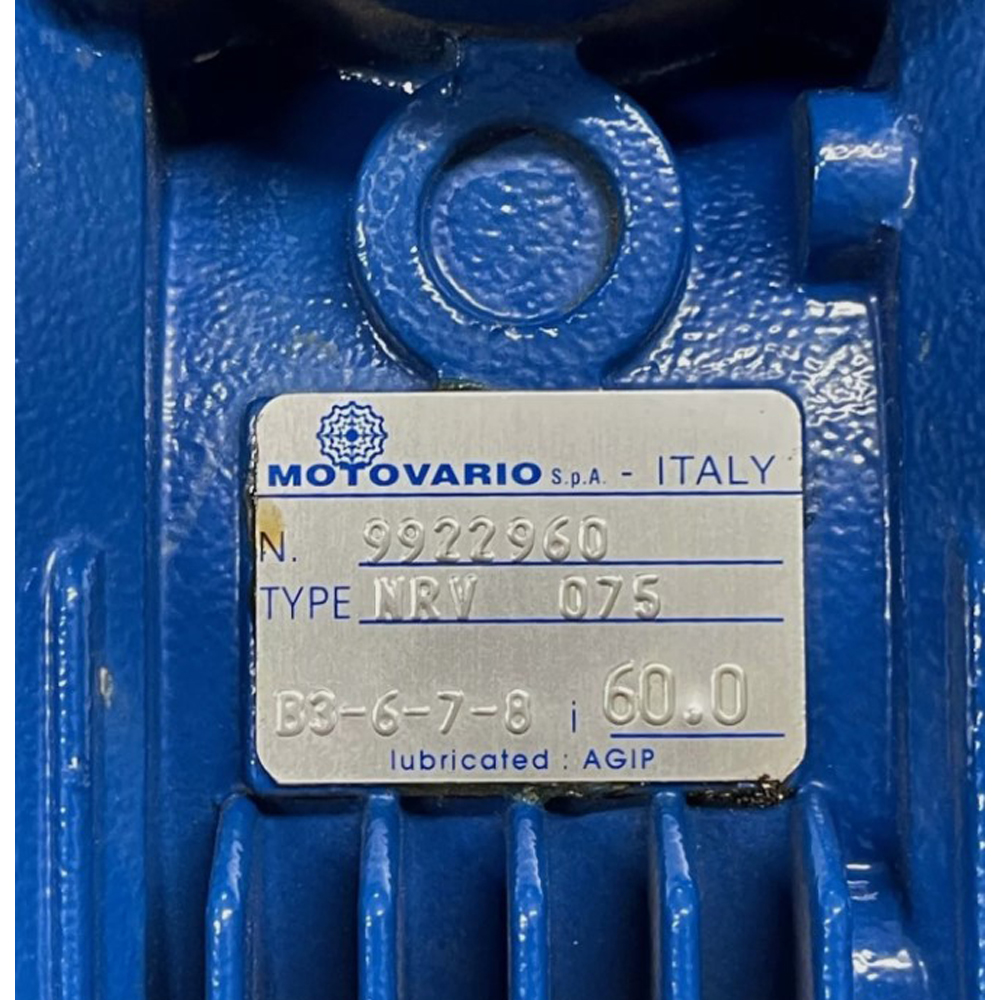 MOTOVARIO S.p.A. - ITALY
N. 9922960
TYPE NRV 075
B3-6-7-8 i 60.0
lubricated : AGIP